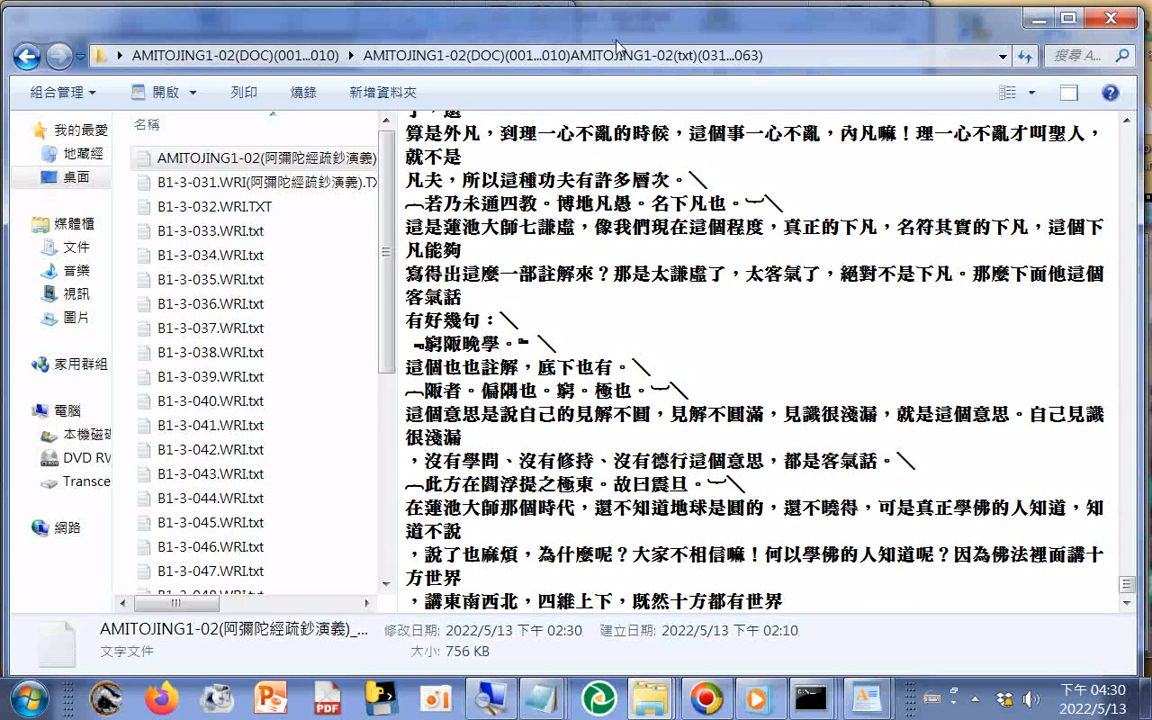 AMITOJING1-02(DOC)(001...010) AMITOJING1-02(DOC)(001...010)AMITOJING1-02(txt)(031...063)
搜尋 A...
組合管理 開啟 列印 燒錄 新增資料夾
我的最愛
地藏經
桌面
媒體櫃
文件
音樂
視訊
圖片
家用群組
電腦
本機磁碟
DVD RW
Transce
網路
名稱
AMITOJING1-02(阿彌陀經疏鈔演義)
B1-3-031.WRI(阿彌陀經疏鈔演義).TX
B1-3-032.WRI.TXT
B1-3-033.WRI.txt
B1-3-034.WRI.txt
B1-3-035.WRI.txt
B1-3-036.WRI.txt
B1-3-037.WRI.txt
B1-3-038.WRI.txt
B1-3-039.WRI.txt
B1-3-040.WRI.txt
B1-3-041.WRI.txt
B1-3-042.WRI.txt
B1-3-043.WRI.txt
B1-3-044.WRI.txt
B1-3-045.WRI.txt
B1-3-046.WRI.txt
B1-3-047.WRI.txt
算是外凡，到理一心不亂的時候，這個事一心不亂，內凡嘛！理一心不亂才叫聖人，
就不是
凡夫，所以這種功夫有許多層次。╲
︷若乃未通四教。博地凡愚。名下凡也。︸╲
這是蓮池大師七謙虛，像我們現在這個程度，真正的下凡，名符其實的下凡，這個下
凡能夠
寫得出這麼一部註解來？那是太謙虛了，太客氣了，絕對不是下凡。那麼下面他這個
客氣話
有好幾句：╲
﹃窮陬晚學。﹄╲
這個也也註解，底下也有。╲
︷陬者。偏隅也。窮。極也。︸╲
這個意思是說自己的見解不圓，見解不圓滿，見識很淺漏，就是這個意思。自己見識
很淺漏
，沒有學問、沒有修持、沒有德行這個意思，都是客氣話。╲
︷此方在閻浮提之極東。故曰震旦。︸╲
在蓮池大師那個時代，還不知道地球是圓的，還不曉得，可是真正學佛的人知道，知
道不說
，說了也麻煩，為什麼呢？大家不相信嘛！何以學佛的人知道呢？因為佛法裡面講十
方世界
，講東南西北，四維上下，既然十方都有世界
AMITOJING1-02(阿彌陀經疏鈔演義)_... 修改日期: 2022/5/13 下午 02:30 建立日期: 2022/5/13 下午 02:10
文字文件 大小: 756 KB
下午 04:30
2022/5/13